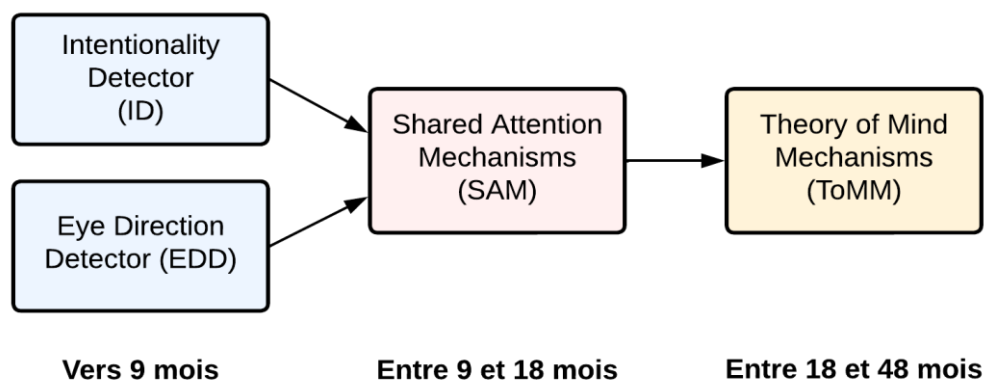 Intentionality
Detector
(ID)
Eye Direction
Detector (EDD)
Shared Attention
Mechanisms
(SAM)
Theory of Mind
Mechanisms
(ToMM)
Vers 9 mois
Entre 9 et 18 mois
Entre 18 et 48 mois